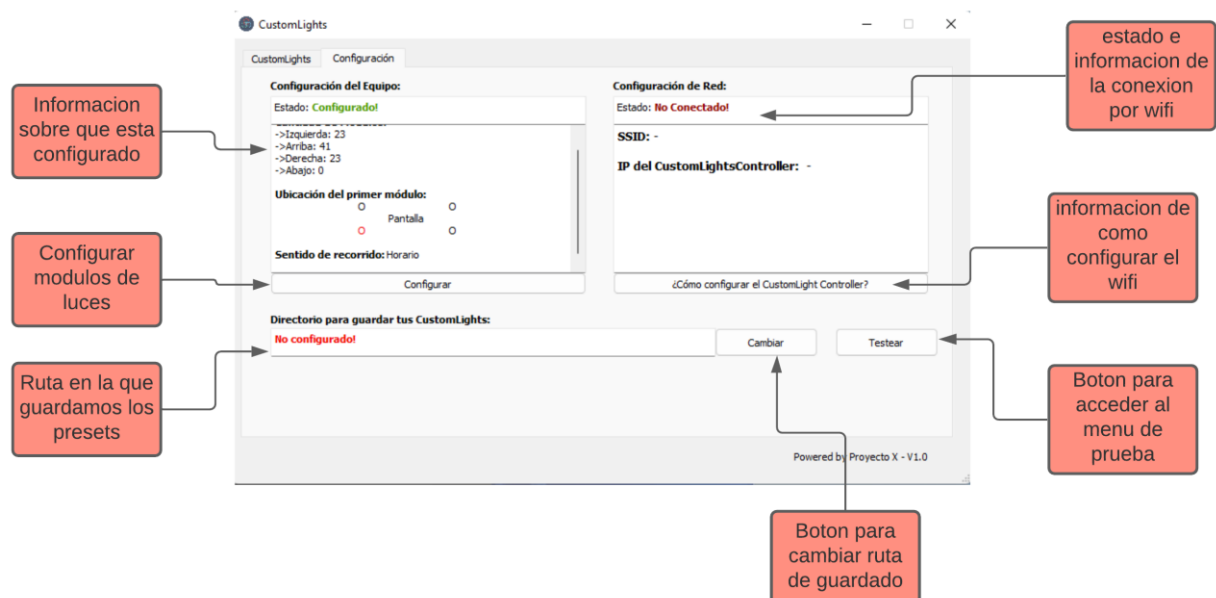 CustomLights
CustomLights
Configuración
Configuración del Equipo:
Estado: Configurado!
->Izquierda: 23
->Arriba: 41
->Derecha: 23
->Abajo: 0
Ubicación del primer módulo:
O O
Pantalla
O O
Sentido de recorrido: Horario
Configurar
Configuración de Red:
Estado: No Conectado!
SSID: -
IP del CustomLightsController: -
¿Cómo configurar el CustomLight Controller?
Directorio para guardar tus CustomLights:
No configurado!
Cambiar
Testear
Powered by Proyecto X - V1.0
Informacion
sobre que esta
configurado
Configurar
modulos de
luces
Ruta en la que
guardamos los
presets
estado e
informacion de
la conexion
por wifi
informacion de
como
configurar el
wifi
Boton para
acceder al
menu de
prueba
Boton para
cambiar ruta
de guardado